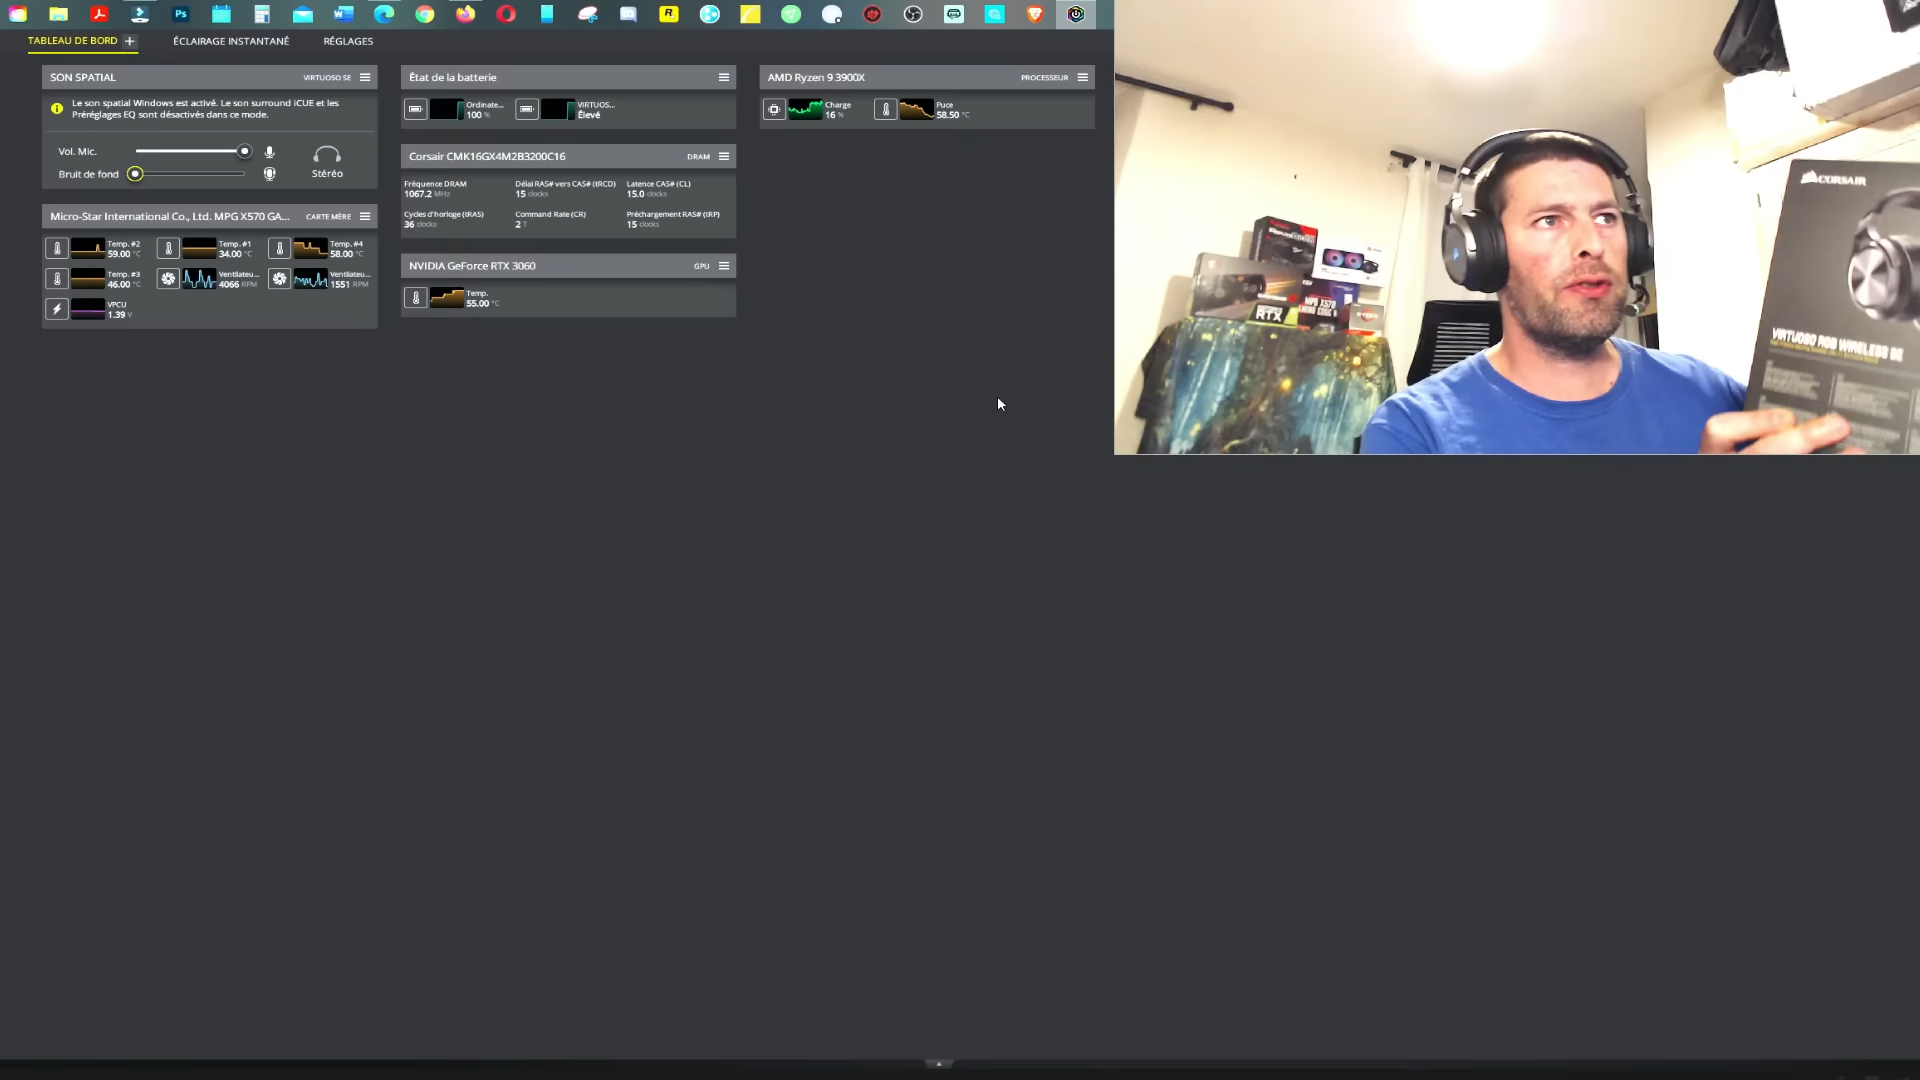 TABLEAU DE BORD +
ÉCLAIRAGE INSTANTANÉ
RÉGLAGES
SON SPATIAL
VIRTUOSO SE
Le son spatial Windows est activé. Le son surround iCUE et les
Préréglages EQ sont désactivés dans ce mode.
Vol. Mic.
Bruit de fond
Stéréo
Micro-Star International Co., Ltd. MPG X570 GA...
CARTE MÈRE
Temp. #2
59.00 °C
Temp. #1
34.00 °C
Temp. #4
58.00 °C
Temp. #3
46.00 °C
Ventilateu...
4066 RPM
Ventilateu...
1551 RPM
VPCU
1.39 V
État de la batterie
Ordinate...
100 %
VIRTUOS...
Élevé
Corsair CMK16GX4M2B3200C16
DRAM
Fréquence DRAM
1067.2 MHz
Délai RAS# vers CAS# (tRCD)
15 clocks
Latence CAS# (CL)
15.0 clocks
Cycles d'horloge (tRAS)
36 clocks
Command Rate (CR)
2 T
Préchargement RAS# (tRP)
15 clocks
NVIDIA GeForce RTX 3060
GPU
Temp.
55.00 °C
AMD Ryzen 9 3900X
PROCESSEUR
Charge
16 %
Puce
58.50 °C
Ps
W
R
MPG X570
RTX
RYZEN
CORSAIR
VIRTUOSO RGB WIRELESS SE